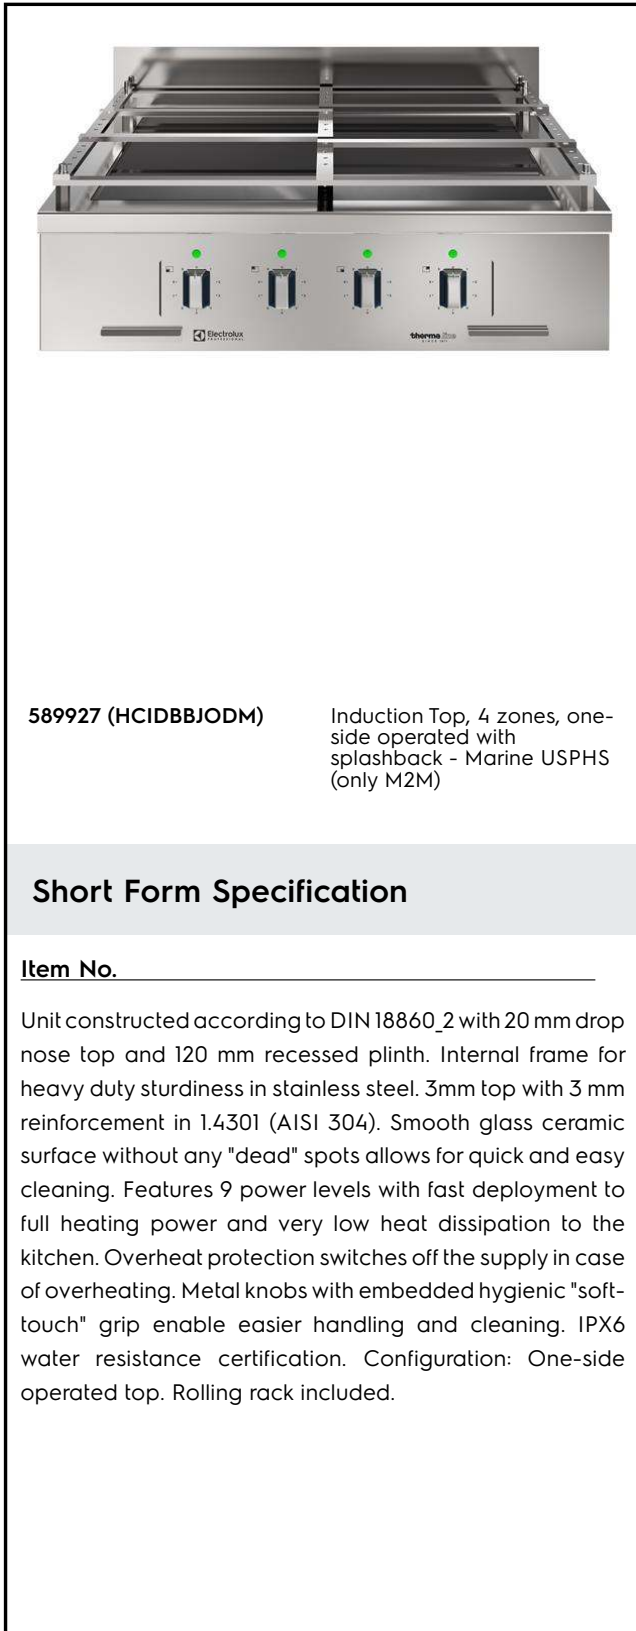 Electrolux
PROFESSIONAL
thermaline
589927 (HCIDBBJODM)
Induction Top, 4 zones, one-
side operated with
splashback - Marine USPHS
(only M2M)
Short Form Specification
Item No.
Unit constructed according to DIN 18860_2 with 20 mm drop
nose top and 120 mm recessed plinth. Internal frame for
heavy duty sturdiness in stainless steel. 3mm top with 3 mm
reinforcement in 1.4301 (AISI 304). Smooth glass ceramic
surface without any "dead" spots allows for quick and easy
cleaning. Features 9 power levels with fast deployment to
full heating power and very low heat dissipation to the
kitchen. Overheat protection switches off the supply in case
of overheating. Metal knobs with embedded hygienic "soft-
touch" grip enable easier handling and cleaning. IPX6
water resistance certification. Configuration: One-side
operated top. Rolling rack included.